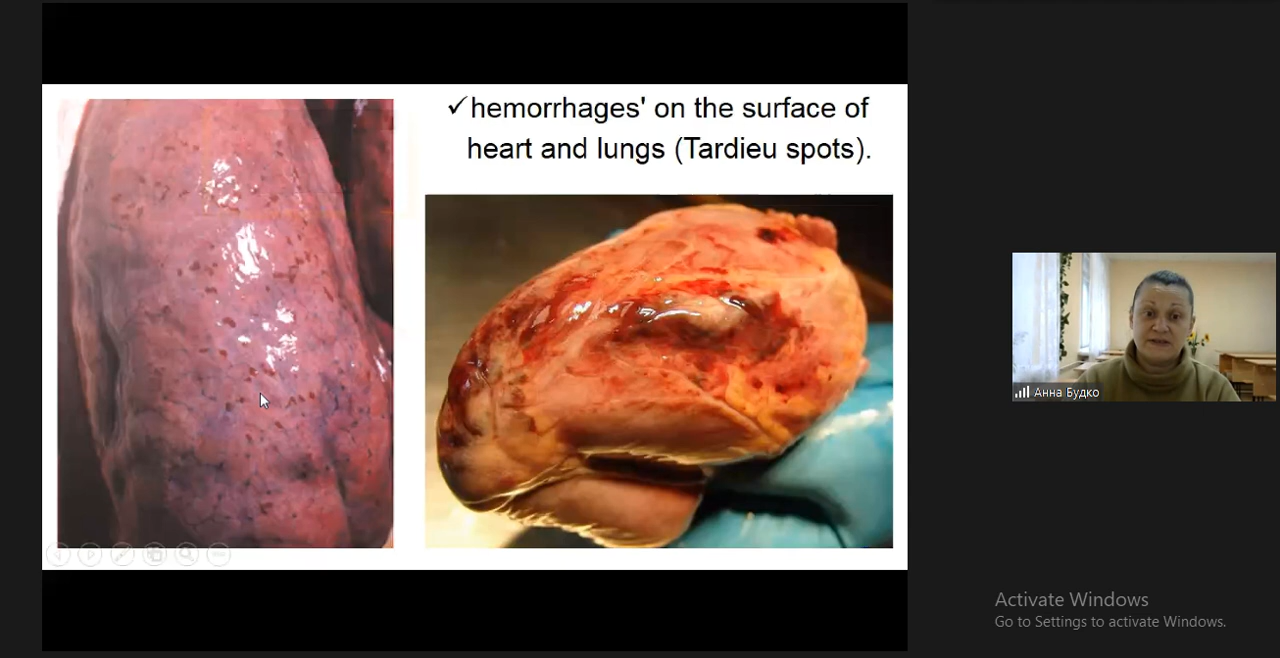 ✓hemorrhages' on the surface of
heart and lungs (Tardieu spots).
Анна Будко
Activate Windows
Go to Settings to activate Windows.